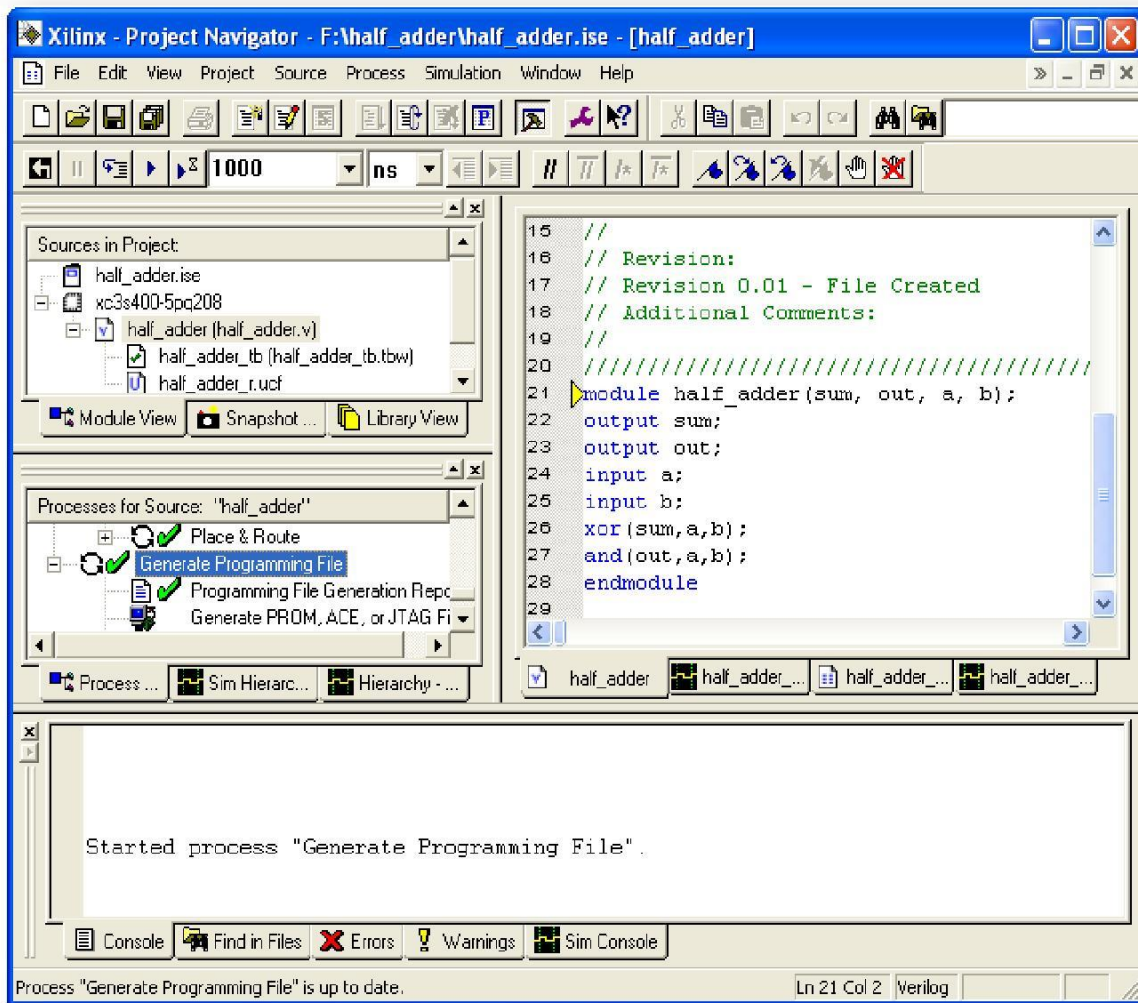 Xilinx - Project Navigator - F:\half_adder\half_adder.ise - [half_adder]
File Edit View Project Source Process Simulation Window Help
1000 ns
Sources in Project:
half_adder.ise
xc3s400-5pq208
half_adder (half_adder.v)
half_adder_tb (half_adder_tb.tbw)
half_adder_r.ucf
Module View Snapshot ... Library View
Processes for Source: "half_adder"
Place & Route
Generate Programming File
Programming File Generation Repc
Generate PROM, ACE, or JTAG Fi
Process ... Sim Hierarc... Hierarchy - ...
15 //
16 // Revision:
17 // Revision 0.01 - File Created
18 // Additional Comments:
19 //
20 //////////////////////////////////////////
21 module half_adder(sum, out, a, b);
22 output sum;
23 output out;
24 input a;
25 input b;
26 xor(sum,a,b);
27 and(out,a,b);
28 endmodule
29
half_adder half_adder_... half_adder_... half_adder_...
Started process "Generate Programming File".
Console Find in Files Errors Warnings Sim Console
Process "Generate Programming File" is up to date. Ln 21 Col 2 Verilog